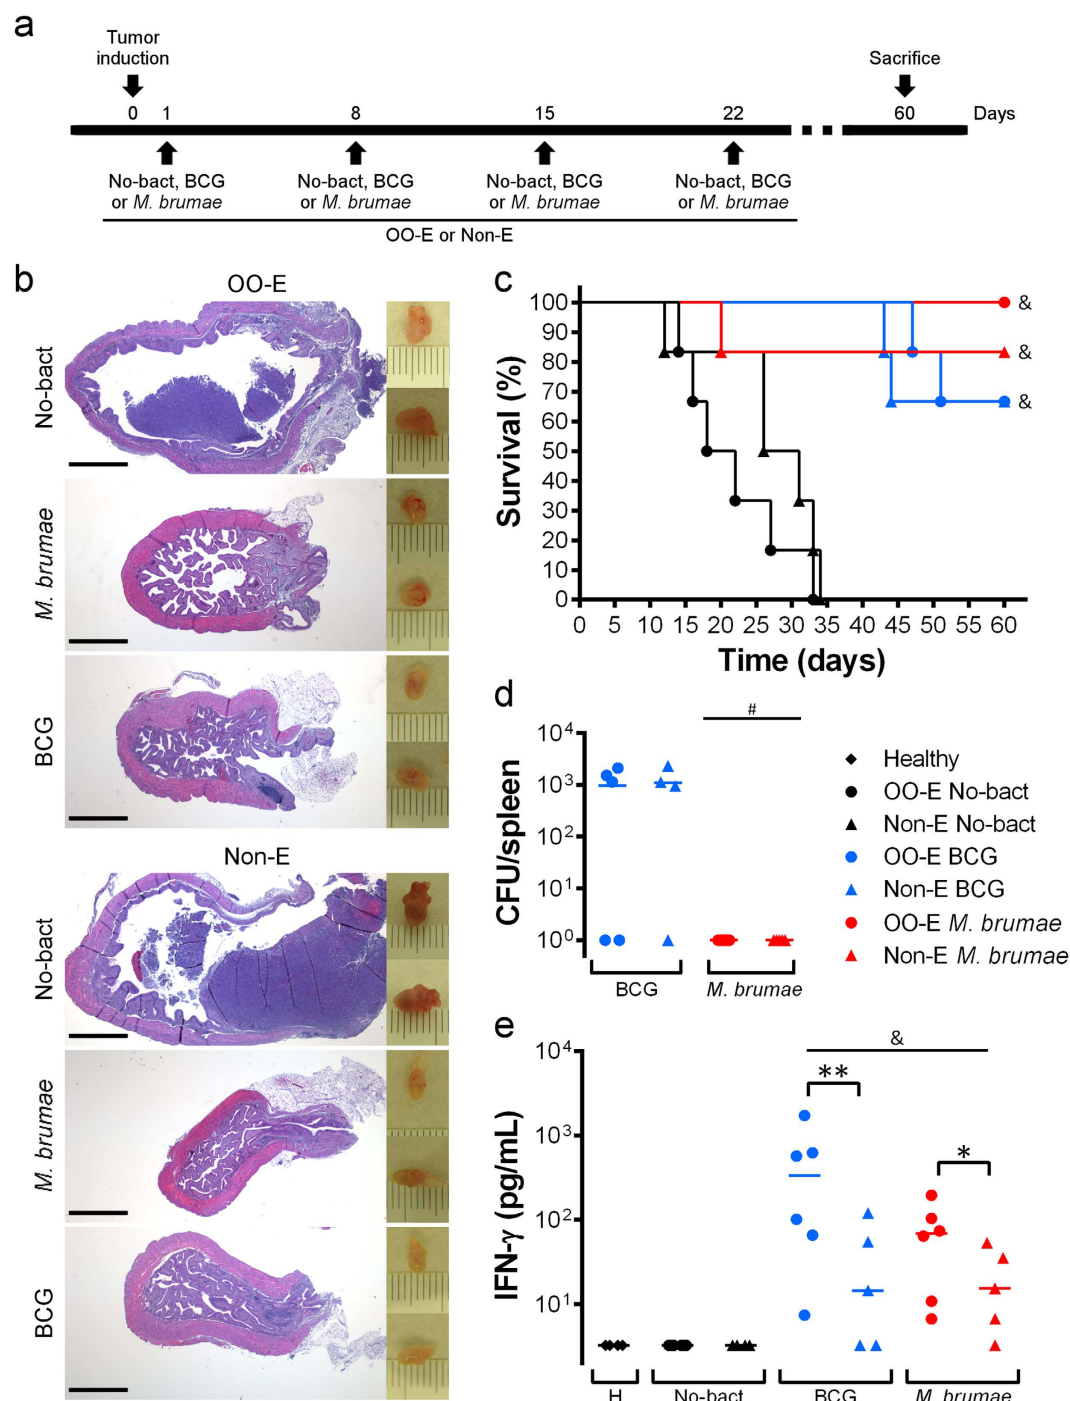 a
Tumor
induction
Sacrifice
0 1 8 15 22 60 Days
No-bact, BCG
or M. brumae
No-bact, BCG
or M. brumae
No-bact, BCG
or M. brumae
No-bact, BCG
or M. brumae
OO-E or Non-E
b
OO-E
No-bact
M. brumae
BCG
Non-E
No-bact
M. brumae
BCG
c
Survival (%)
100
90
80
70
60
50
40
30
20
10
0
&
&
&
0 5 10 15 20 25 30 35 40 45 50 55 60
Time (days)
d
#
CFU/spleen
10⁴
10³
10²
10¹
10⁰
BCG M. brumae
Healthy
OO-E No-bact
Non-E No-bact
OO-E BCG
Non-E BCG
OO-E M. brumae
Non-E M. brumae
e
&
**
*
IFN-γ (pg/mL)
10⁴
10³
10²
10¹
H No-bact BCG M. brumae